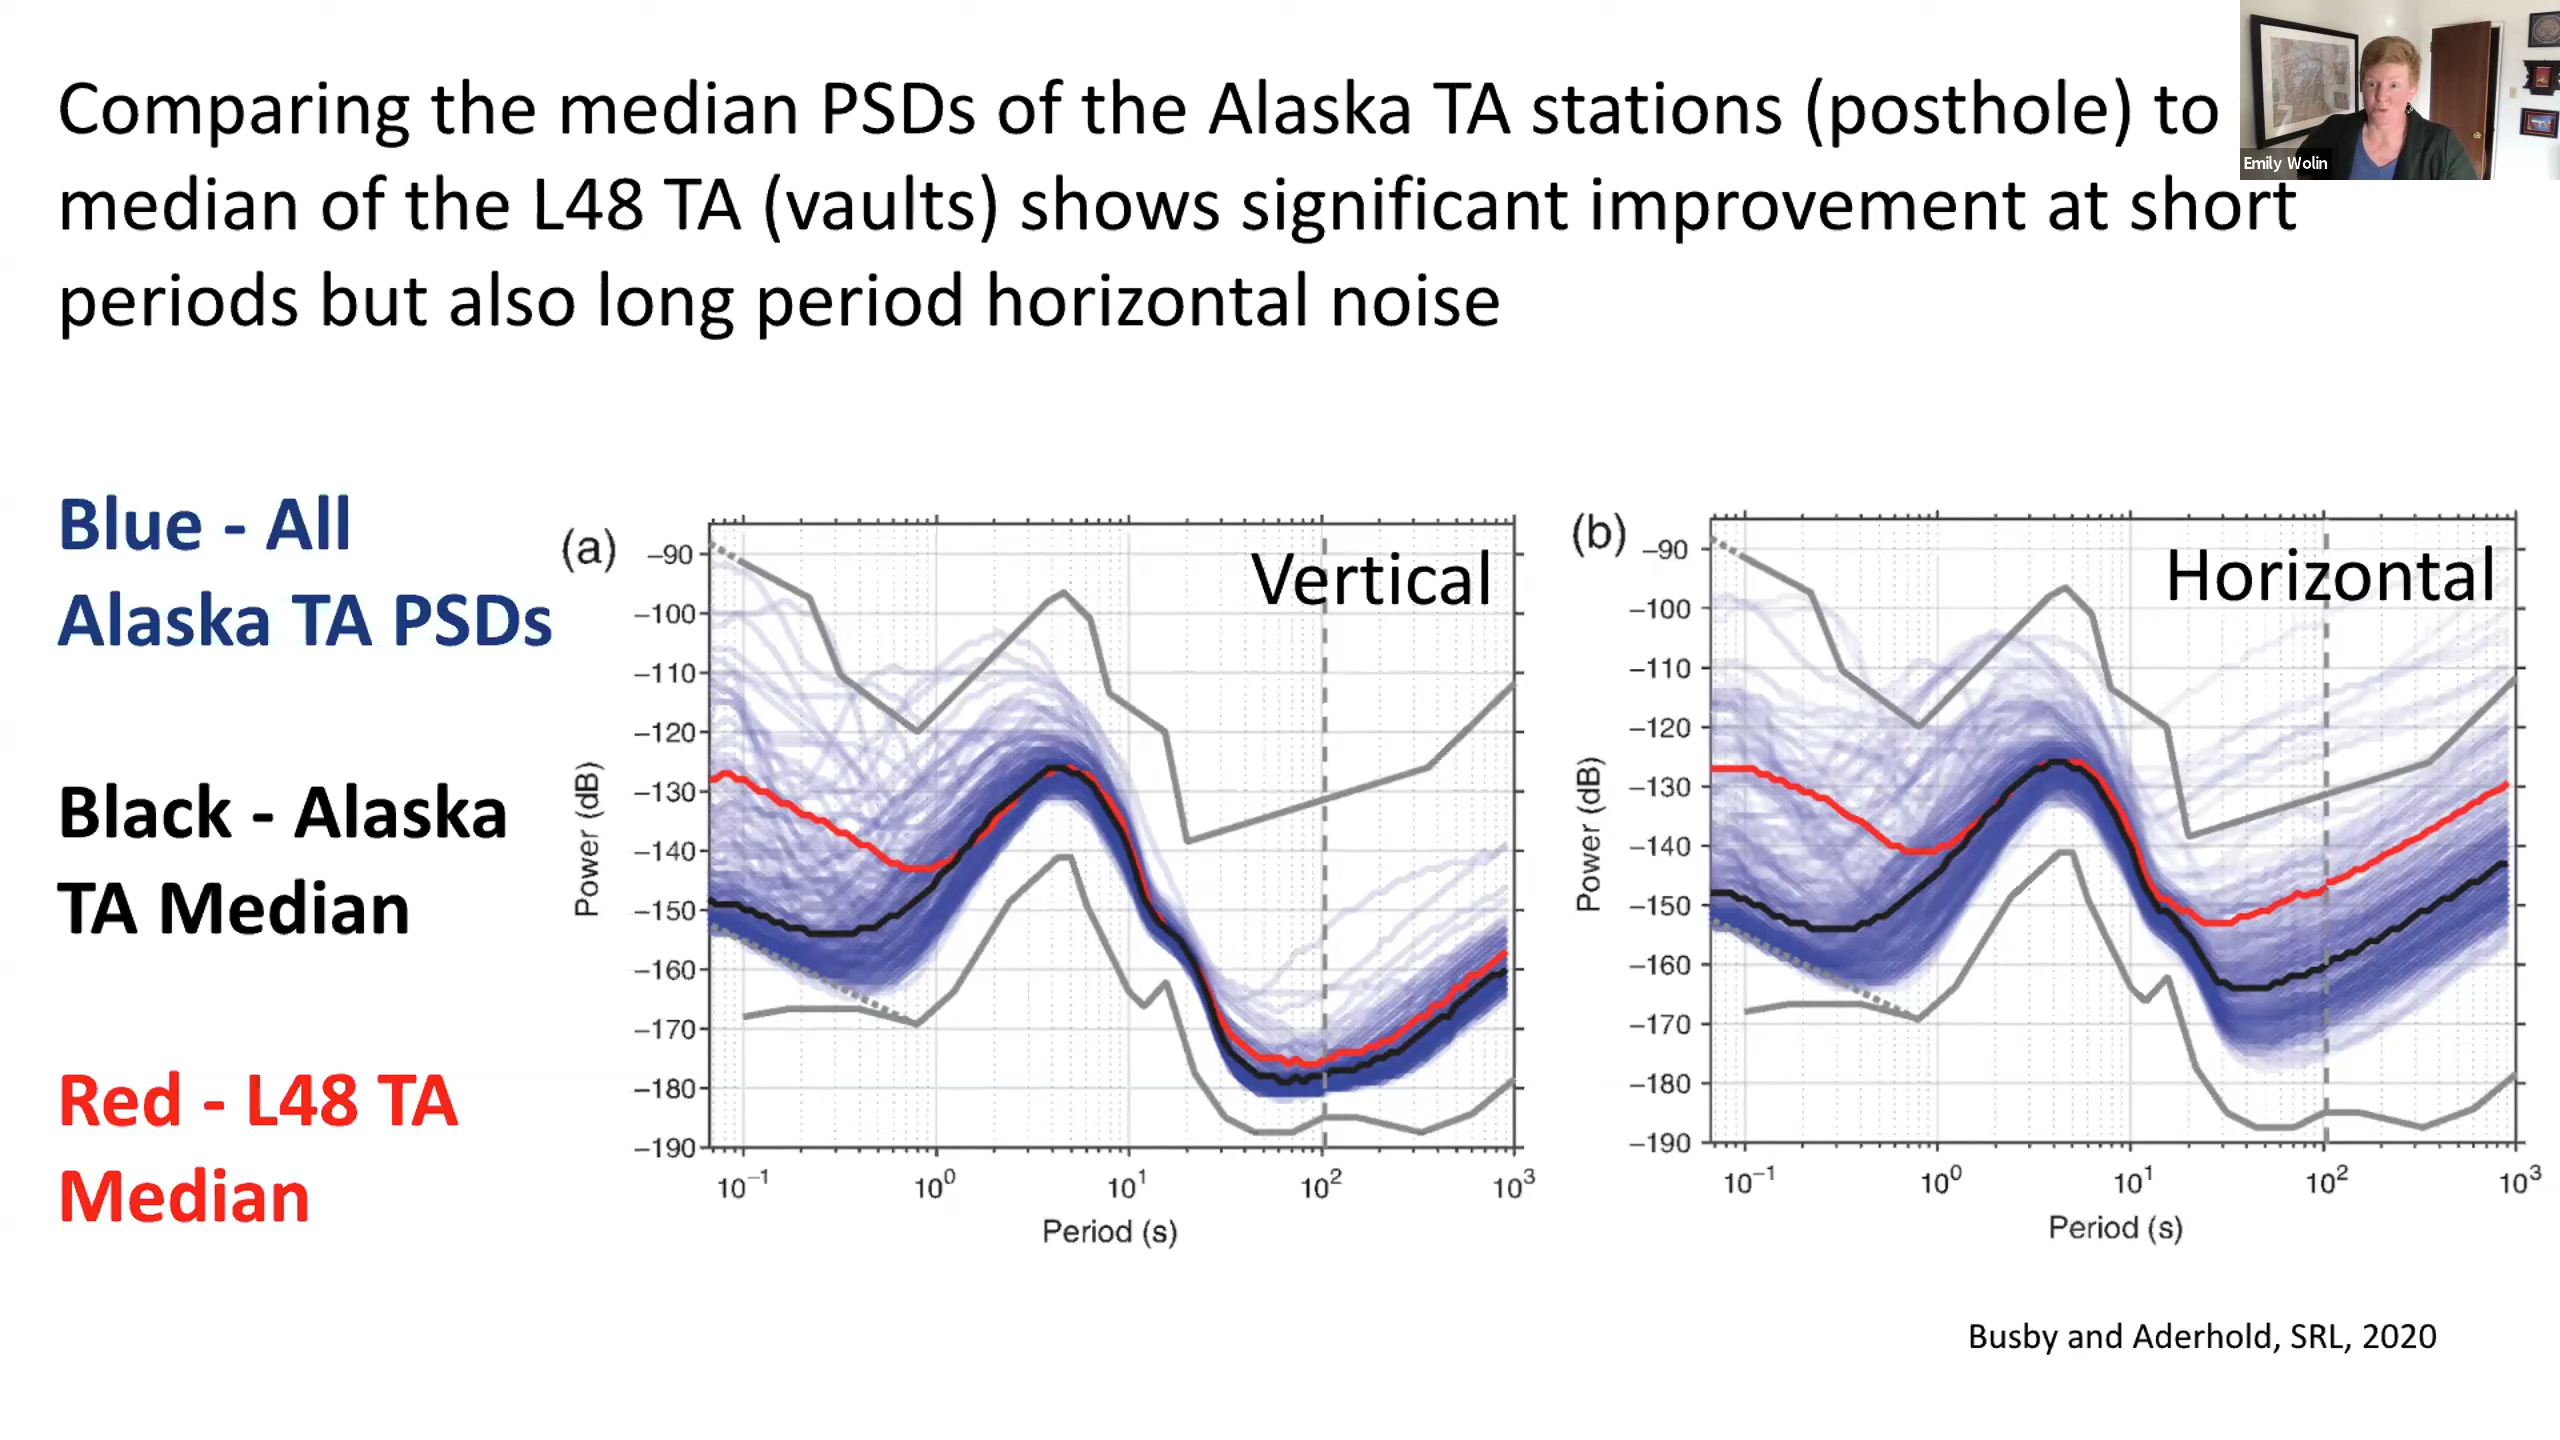 Comparing the median PSDs of the Alaska TA stations (posthole) to
median of the L48 TA (vaults) shows significant improvement at short
periods but also long period horizontal noise
Emily Wolin
Blue - All
Alaska TA PSDs
Black - Alaska
TA Median
Red - L48 TA
Median
(a)
Vertical
Power (dB)
−90
−100
−110
−120
−130
−140
−150
−160
−170
−180
−190
10⁻¹ 10⁰ 10¹ 10² 10³
Period (s)
(b)
Horizontal
Power (dB)
−90
−100
−110
−120
−130
−140
−150
−160
−170
−180
−190
10⁻¹ 10⁰ 10¹ 10² 10³
Period (s)
Busby and Aderhold, SRL, 2020